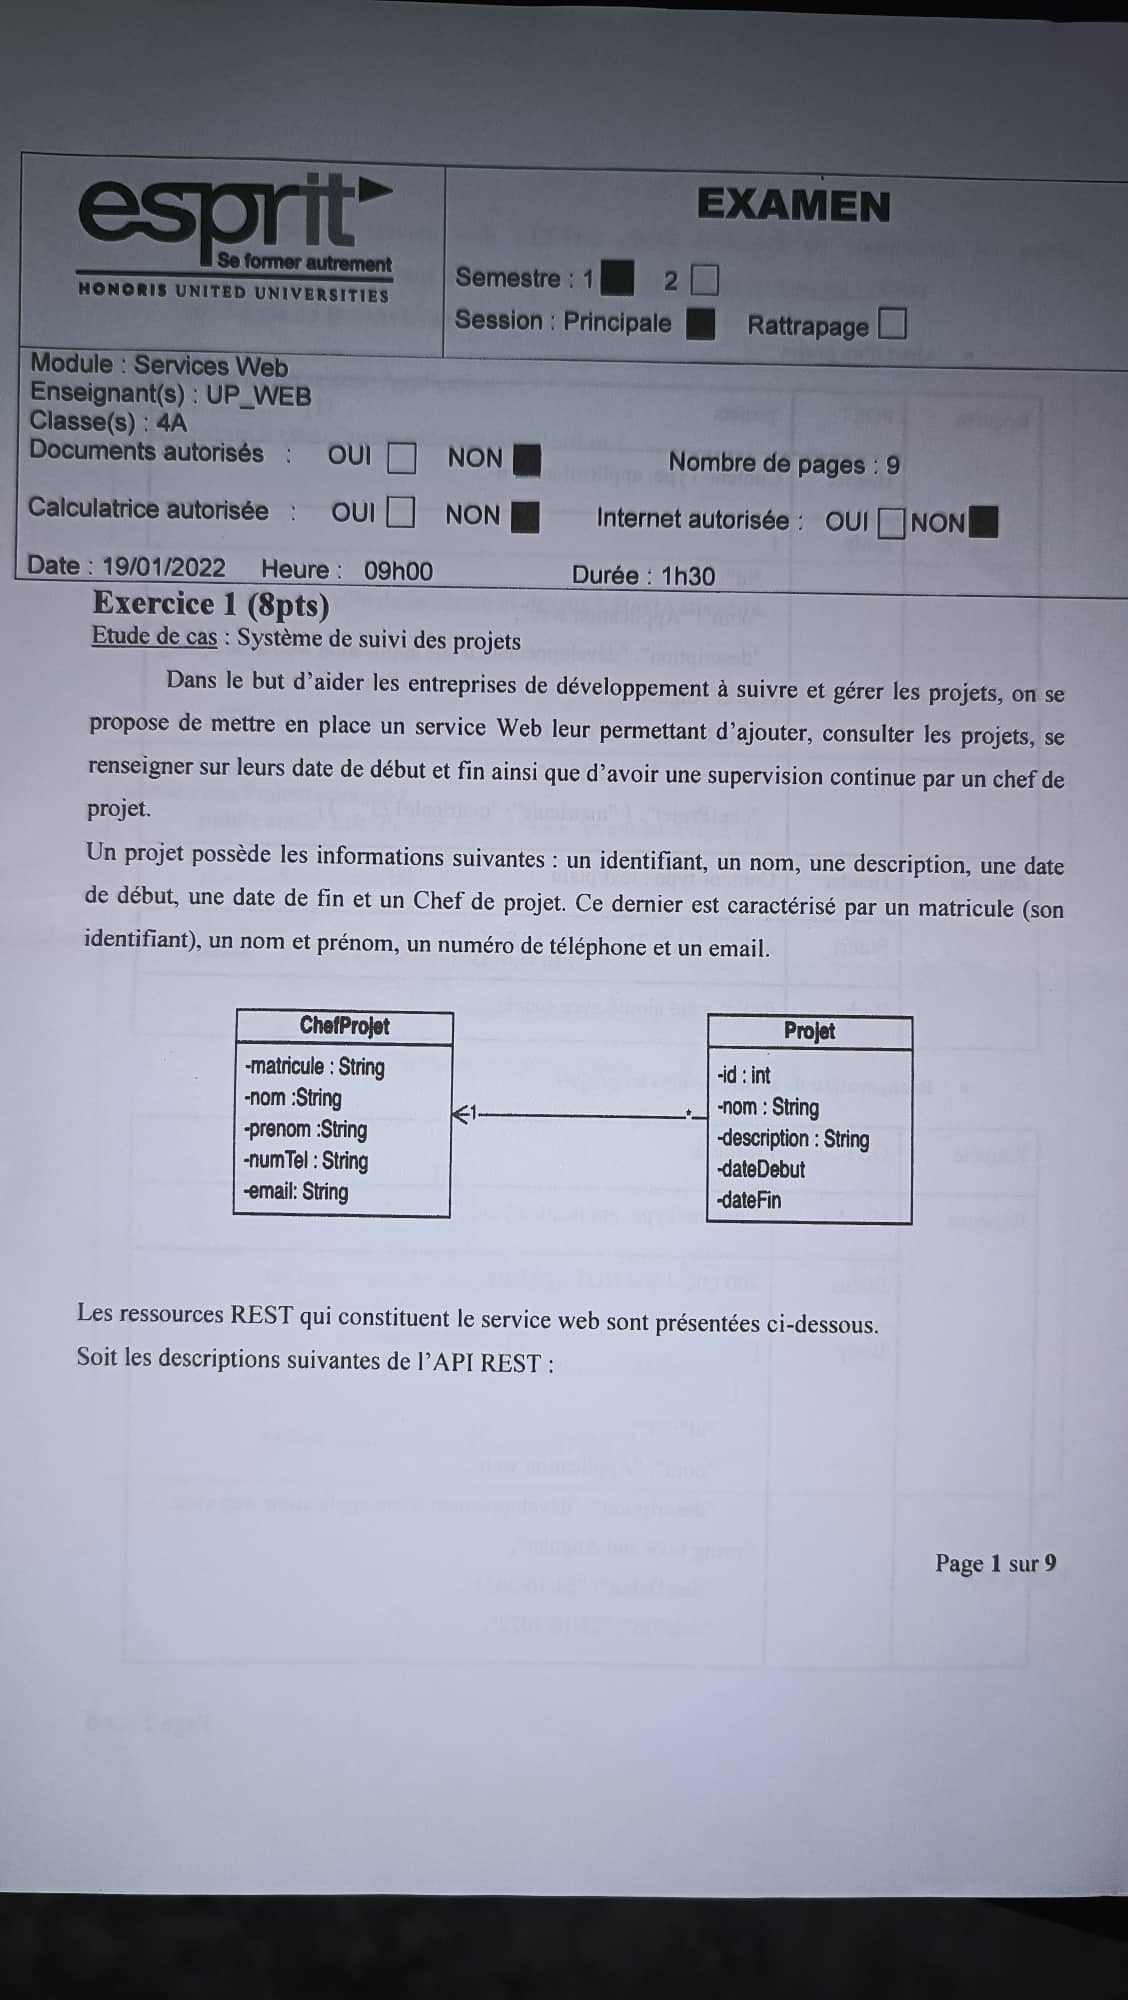 esprit
Se former autrement
HONORIS UNITED UNIVERSITIES
EXAMEN
Semestre : 1 2
Session : Principale Rattrapage
Module : Services Web
Enseignant(s) : UP_WEB
Classe(s) : 4A
Documents autorisés : OUI NON Nombre de pages : 9
Calculatrice autorisée : OUI NON Internet autorisée : OUI NON
Date : 19/01/2022 Heure : 09h00 Durée : 1h30
Exercice 1 (8pts)
Etude de cas : Système de suivi des projets
Dans le but d'aider les entreprises de développement à suivre et gérer les projets, on se
propose de mettre en place un service Web leur permettant d'ajouter, consulter les projets, se
renseigner sur leurs date de début et fin ainsi que d'avoir une supervision continue par un chef de
projet.
Un projet possède les informations suivantes : un identifiant, un nom, une description, une date
de début, une date de fin et un Chef de projet. Ce dernier est caractérisé par un matricule (son
identifiant), un nom et prénom, un numéro de téléphone et un email.
ChefProjet
-matricule : String
-nom :String
-prenom :String
-numTel : String
-email: String
1
*
Projet
-id : int
-nom : String
-description : String
-dateDebut
-dateFin
Les ressources REST qui constituent le service web sont présentées ci-dessous.
Soit les descriptions suivantes de l'API REST :
Page 1 sur 9